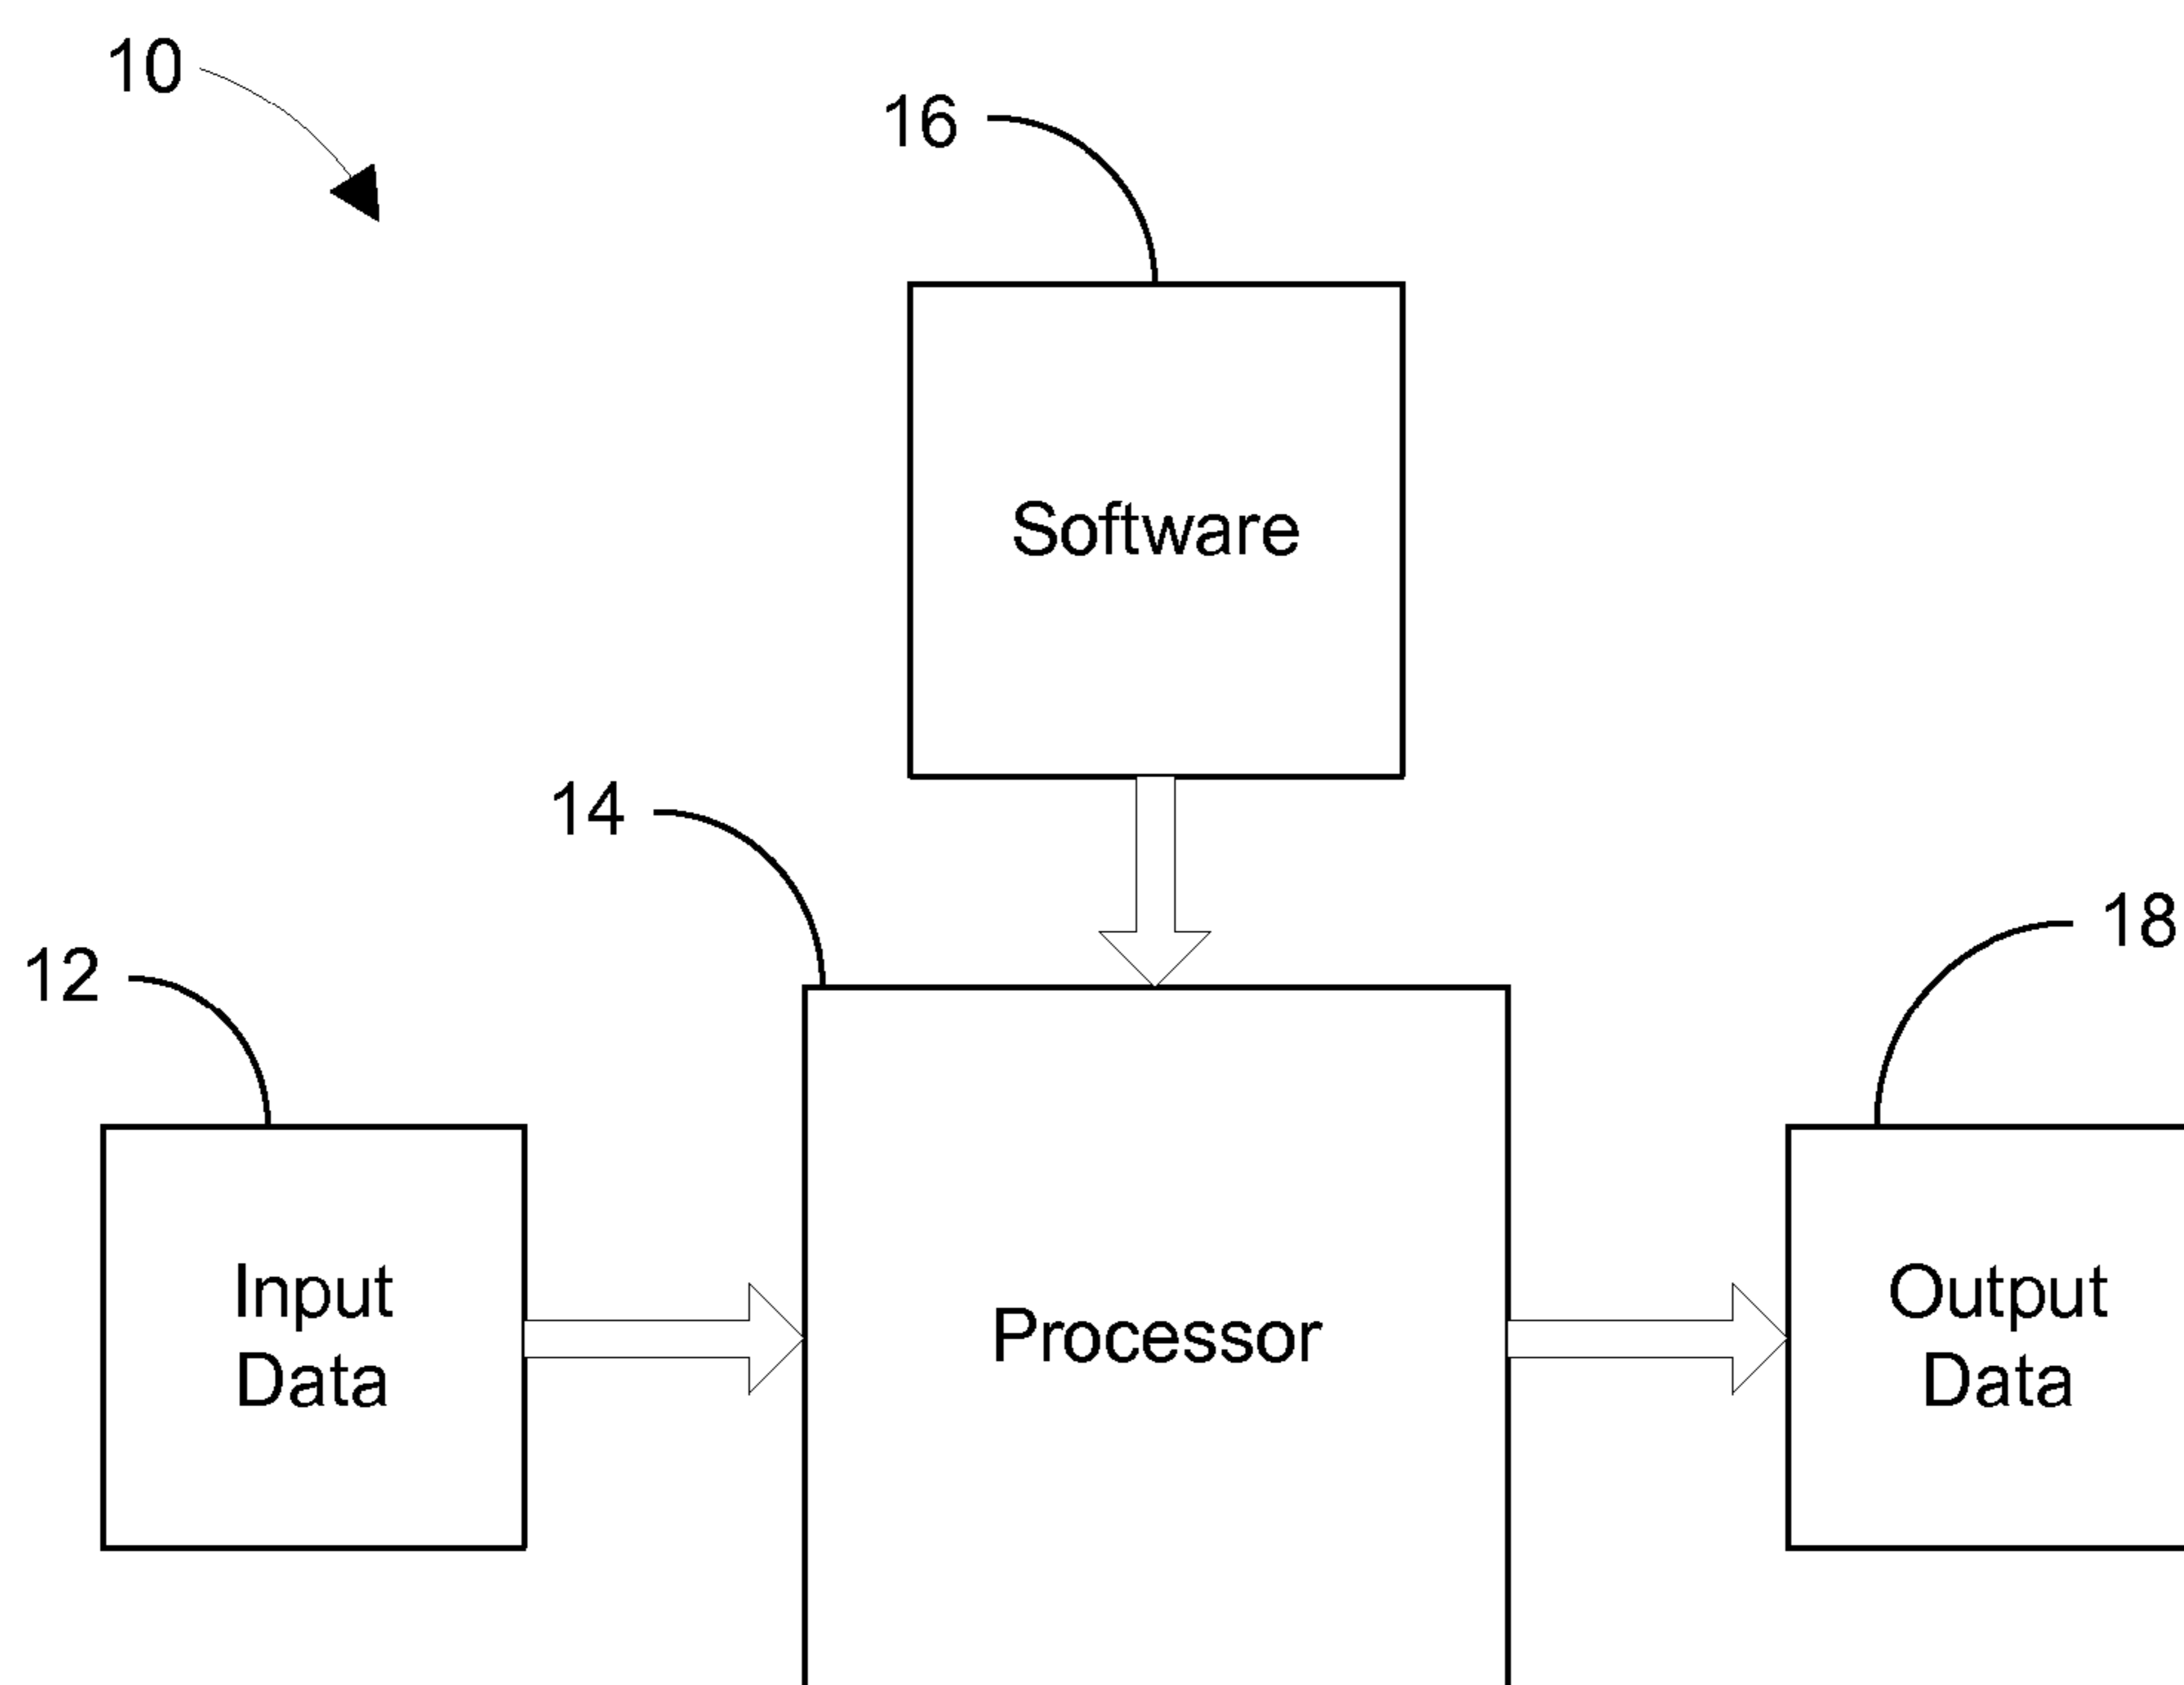 10
16
Software
14
18
12
Input
Data
Processor
Output
Data